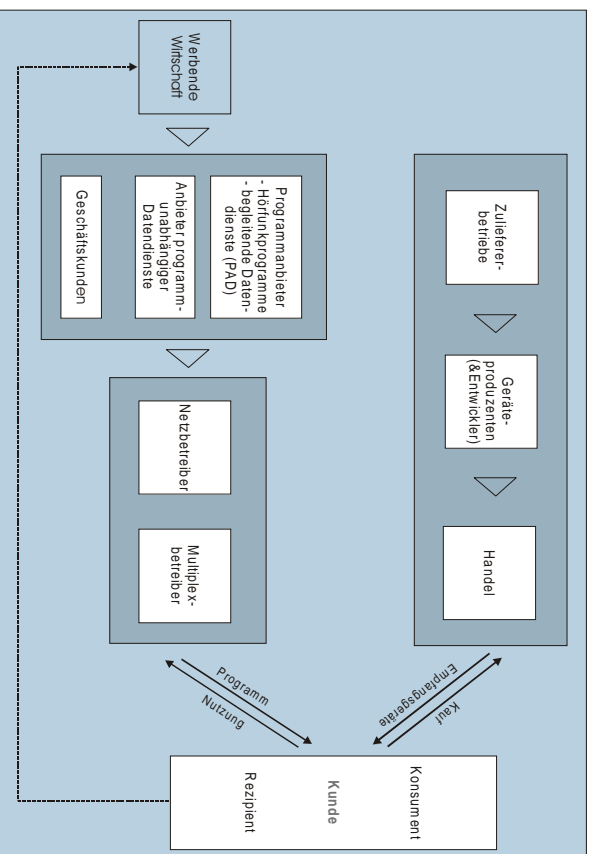 Zulieferer-
betriebe
Geräte-
produzenten
(&Entwickler)
Handel
Empfangsgeräte
Kauf
Werbende
Wirtschaft
Programmanbieter
- Hörfunkprogramme
- begleitende Daten-
dienste (PAD)
Anbieter programm-
unabhängiger
Datendienste
Geschäftskunden
Netzbetreiber
Multiplex-
betreiber
Programm
Nutzung
Konsument
Kunde
Rezipient